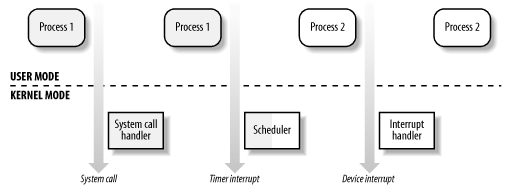 Process 1
Process 1
Process 2
Process 2
USER MODE
KERNEL MODE
System call
handler
Scheduler
Interrupt
handler
System call
Timer interrupt
Device interrupt